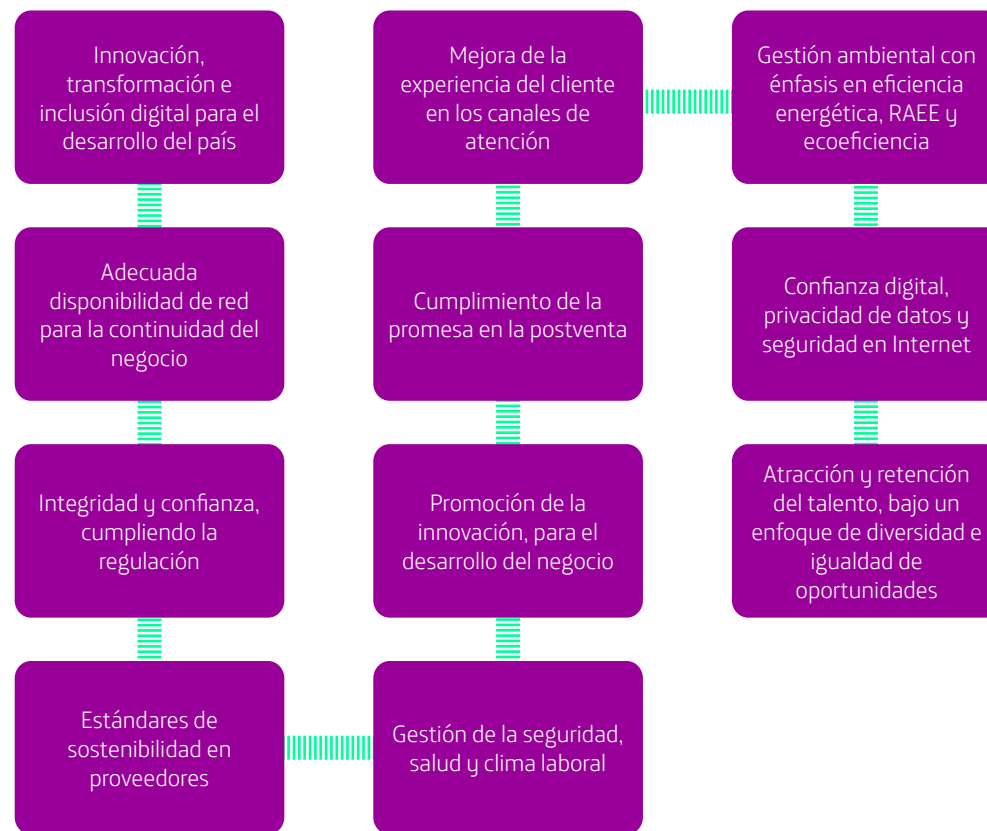 Innovación,
transformación e
inclusión digital para el
desarrollo del país
Adecuada
disponibilidad de red
para la continuidad del
negocio
Integridad y confianza,
cumpliendo la
regulación
Estándares de
sostenibilidad en
proveedores
Gestión de la seguridad,
salud y clima laboral
Promoción de la
innovación, para el
desarrollo del negocio
Cumplimiento de la
promesa en la postventa
Mejora de la
experiencia del cliente
en los canales de
atención
Gestión ambiental con
énfasis en eficiencia
energética, RAEE y
ecoeficiencia
Confianza digital,
privacidad de datos y
seguridad en Internet
Atracción y retención
del talento, bajo un
enfoque de diversidad e
igualdad de
oportunidades